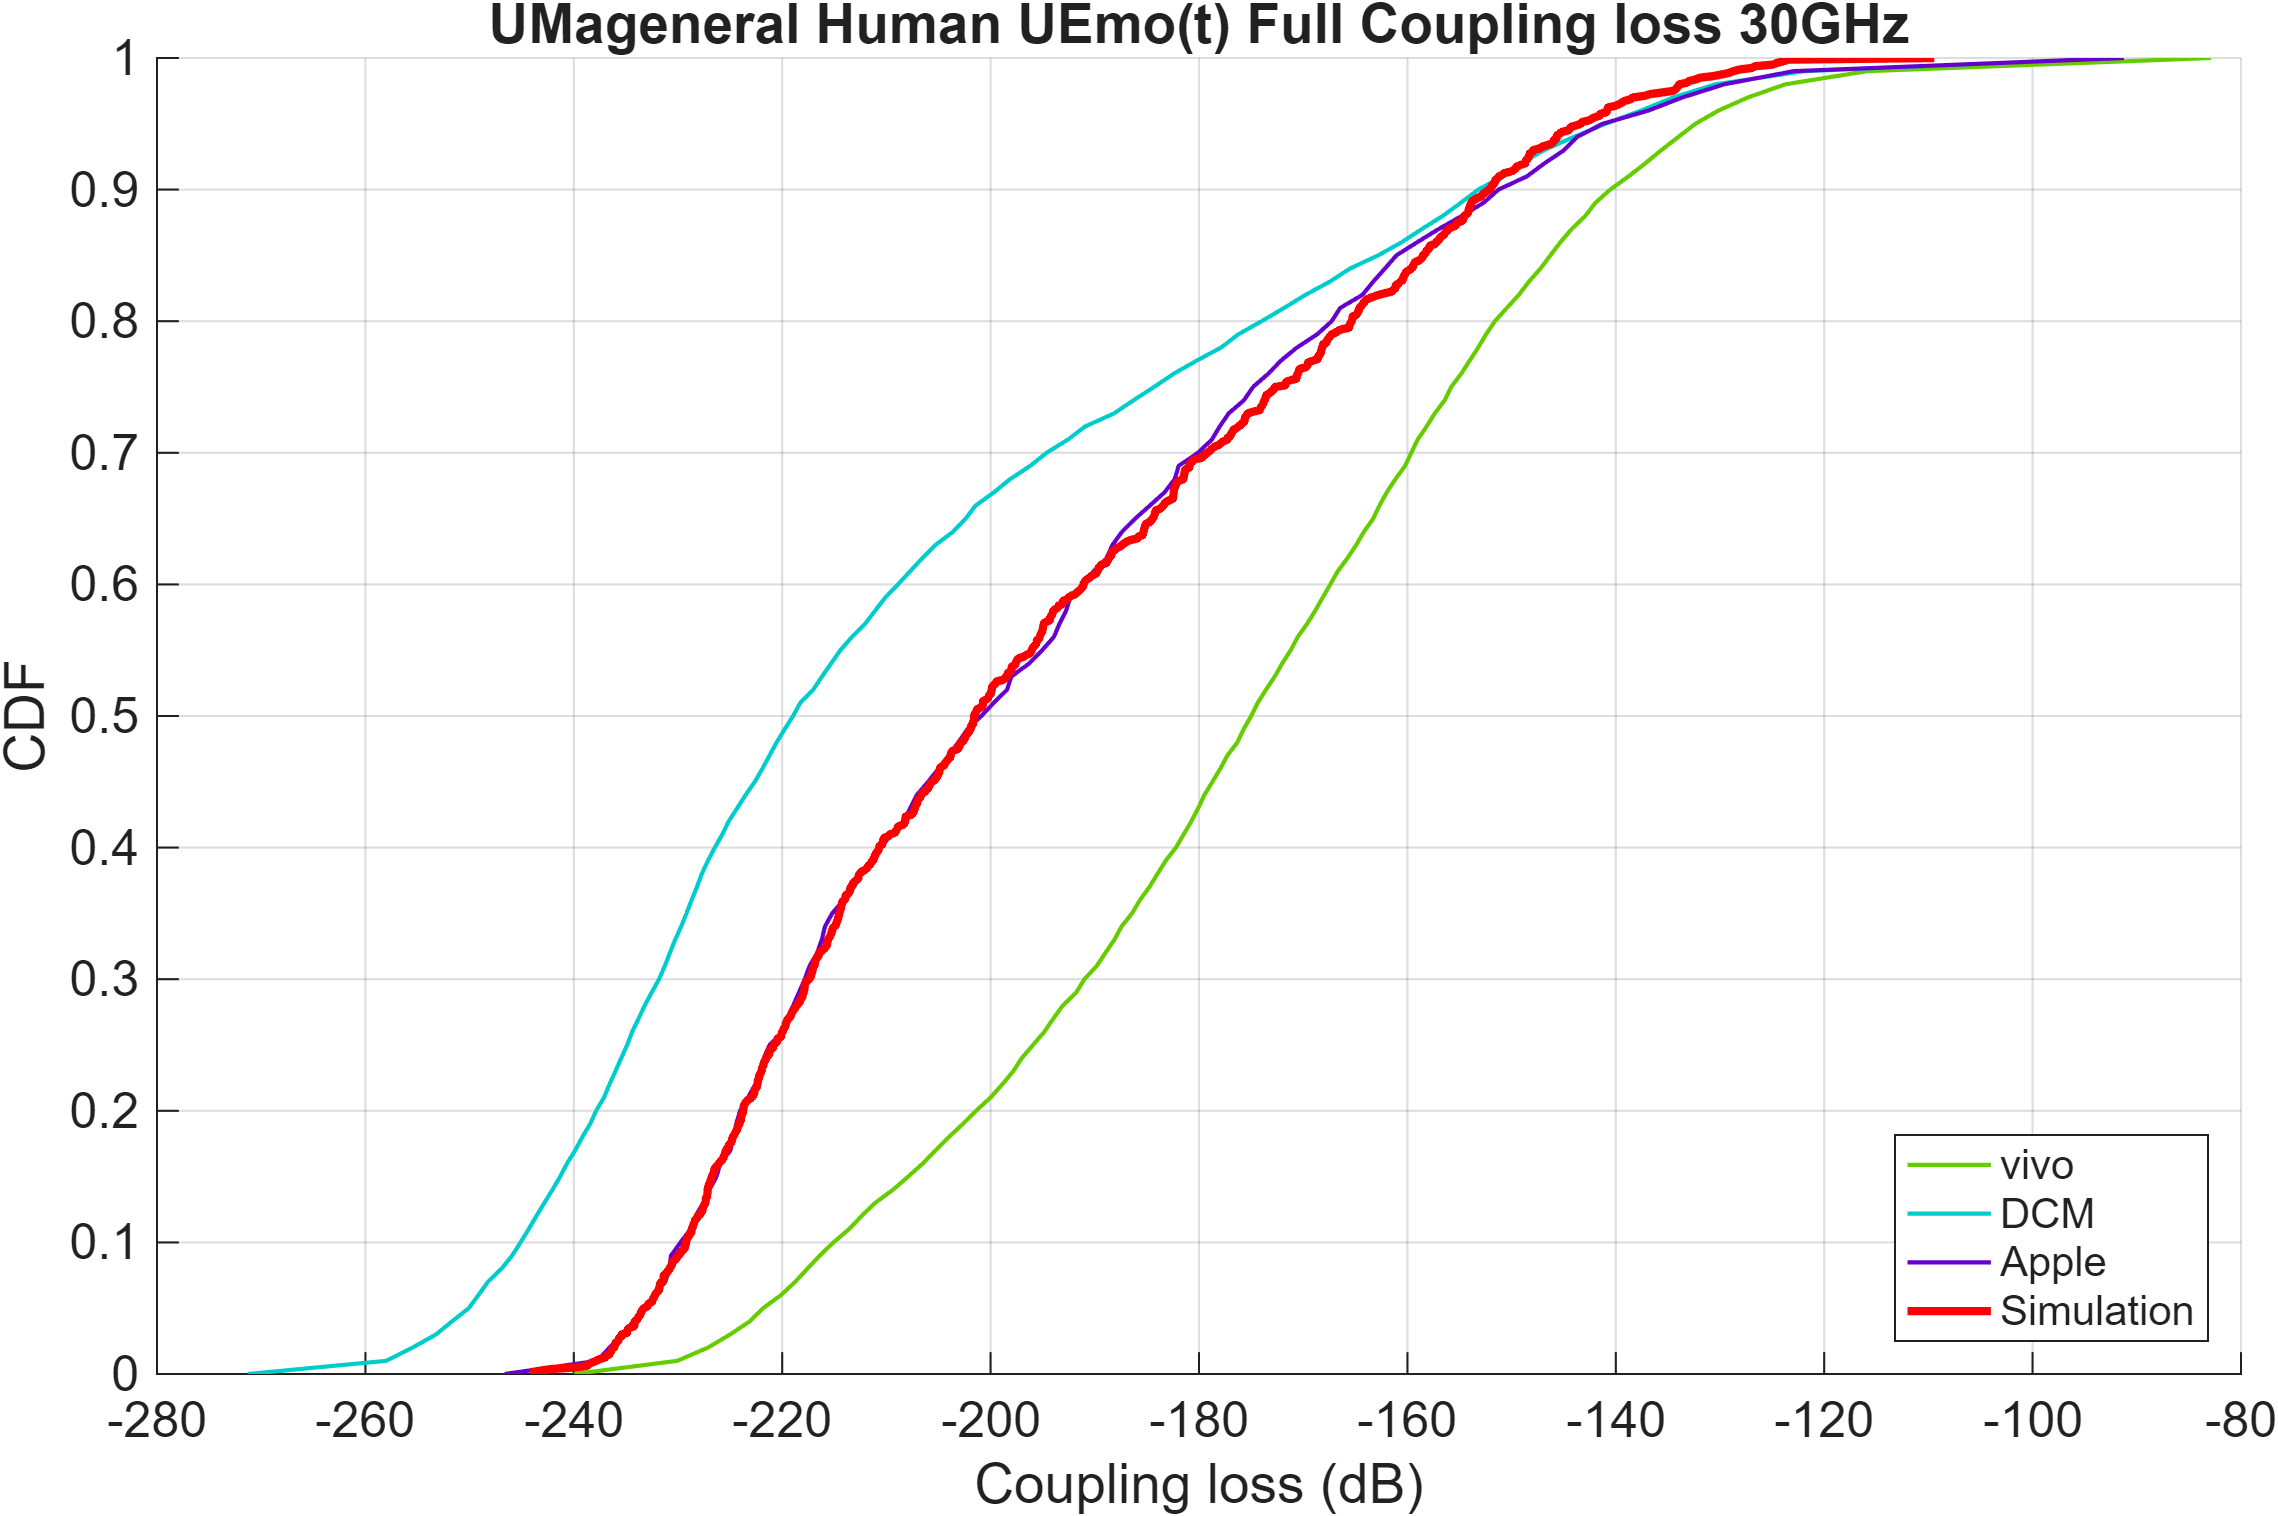 UMageneral Human UEmo(t) Full Coupling loss 30GHz
1
0.9
0.8
0.7
0.6
0.5
0.4
0.3
0.2
0.1
0
CDF
-280 -260 -240 -220 -200 -180 -160 -140 -120 -100 -80
Coupling loss (dB)
vivo
DCM
Apple
Simulation